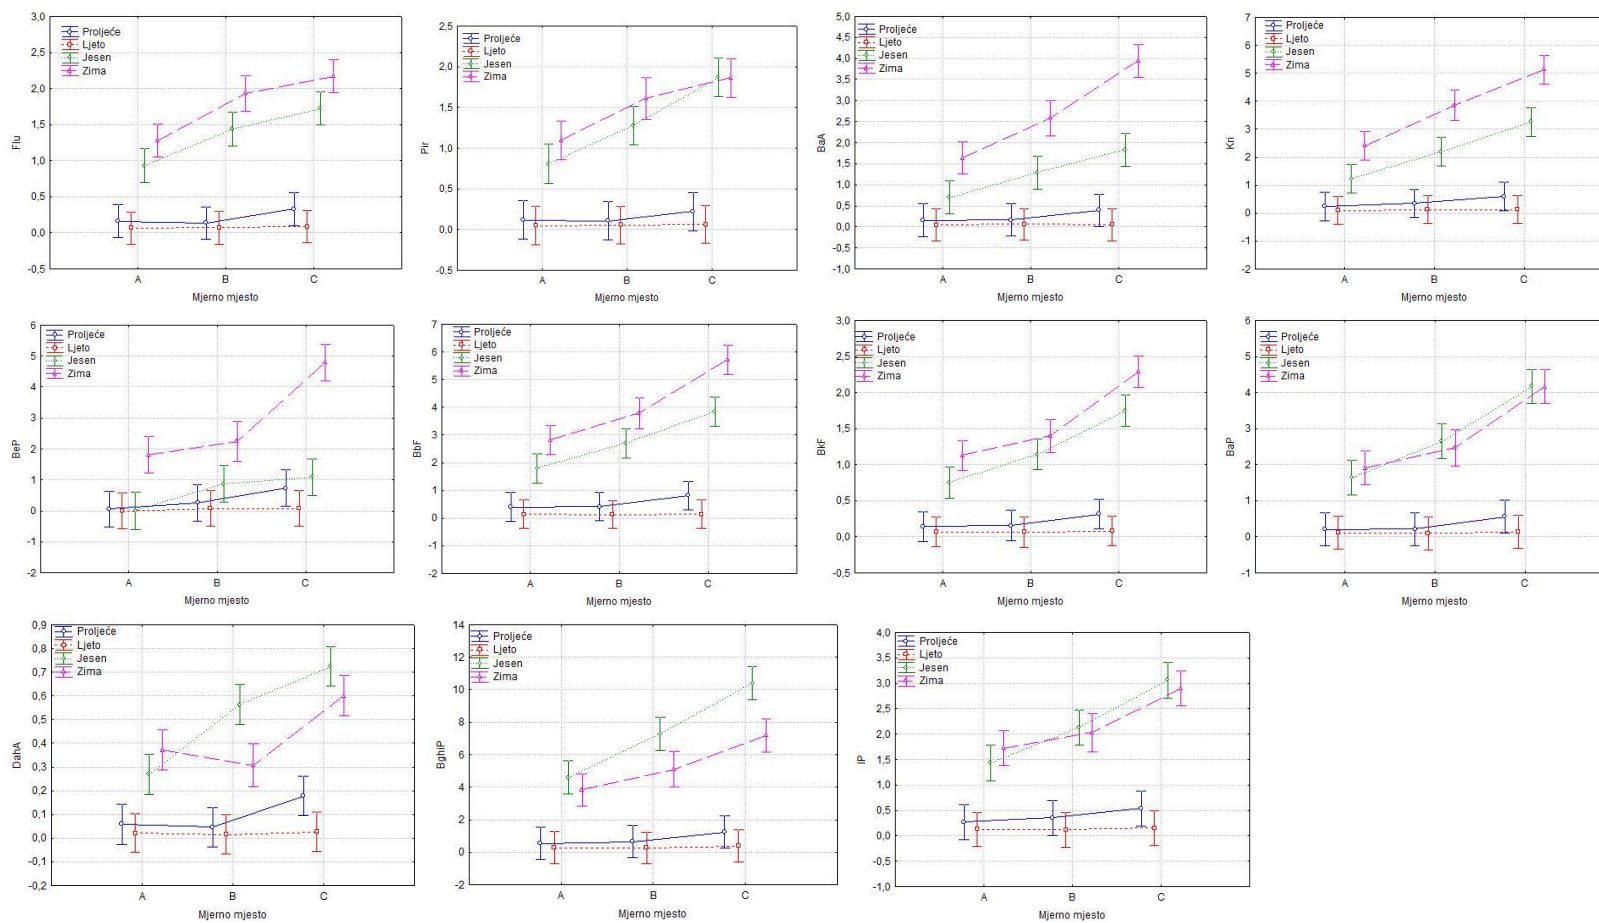 3,0
2,5
2,0
1,5
1,0
0,5
0,0
-0,5
Flu
Proljeće
Ljeto
Jesen
Zima
A B C
Mjerno mjesto
2,5
2,0
1,5
1,0
0,5
0,0
-0,5
Pir
Proljeće
Ljeto
Jesen
Zima
A B C
Mjerno mjesto
5,0
4,5
4,0
3,5
3,0
2,5
2,0
1,5
1,0
0,5
0,0
-0,5
-1,0
BaA
Proljeće
Ljeto
Jesen
Zima
A B C
Mjerno mjesto
7
6
5
4
3
2
1
0
-1
-2
Kri
Proljeće
Ljeto
Jesen
Zima
A B C
Mjerno mjesto
6
5
4
3
2
1
0
-1
-2
BeP
Proljeće
Ljeto
Jesen
Zima
A B C
Mjerno mjesto
7
6
5
4
3
2
1
0
-1
-2
BbF
Proljeće
Ljeto
Jesen
Zima
A B C
Mjerno mjesto
3,0
2,5
2,0
1,5
1,0
0,5
0,0
-0,5
BkF
Proljeće
Ljeto
Jesen
Zima
A B C
Mjerno mjesto
6
5
4
3
2
1
0
-1
BaP
Proljeće
Ljeto
Jesen
Zima
A B C
Mjerno mjesto
0,9
0,8
0,7
0,6
0,5
0,4
0,3
0,2
0,1
0,0
-0,1
-0,2
DahA
Proljeće
Ljeto
Jesen
Zima
A B C
Mjerno mjesto
14
12
10
8
6
4
2
0
-2
BghiP
Proljeće
Ljeto
Jesen
Zima
A B C
Mjerno mjesto
4,0
3,5
3,0
2,5
2,0
1,5
1,0
0,5
0,0
-0,5
-1,0
IP
Proljeće
Ljeto
Jesen
Zima
A B C
Mjerno mjesto